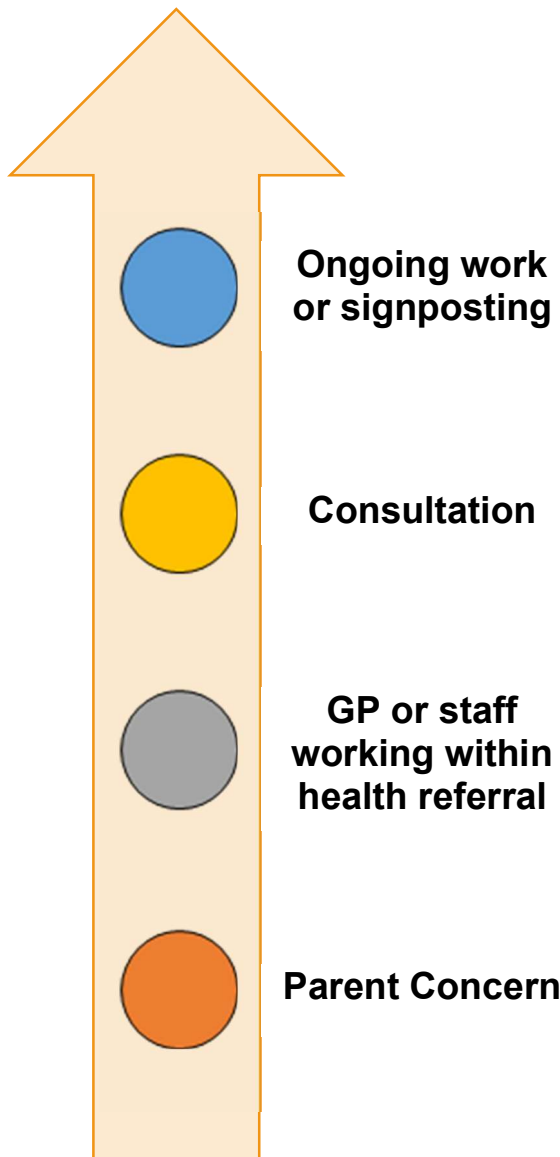 Ongoing work
or signposting
Consultation
GP or staff
working within
health referral
Parent Concern